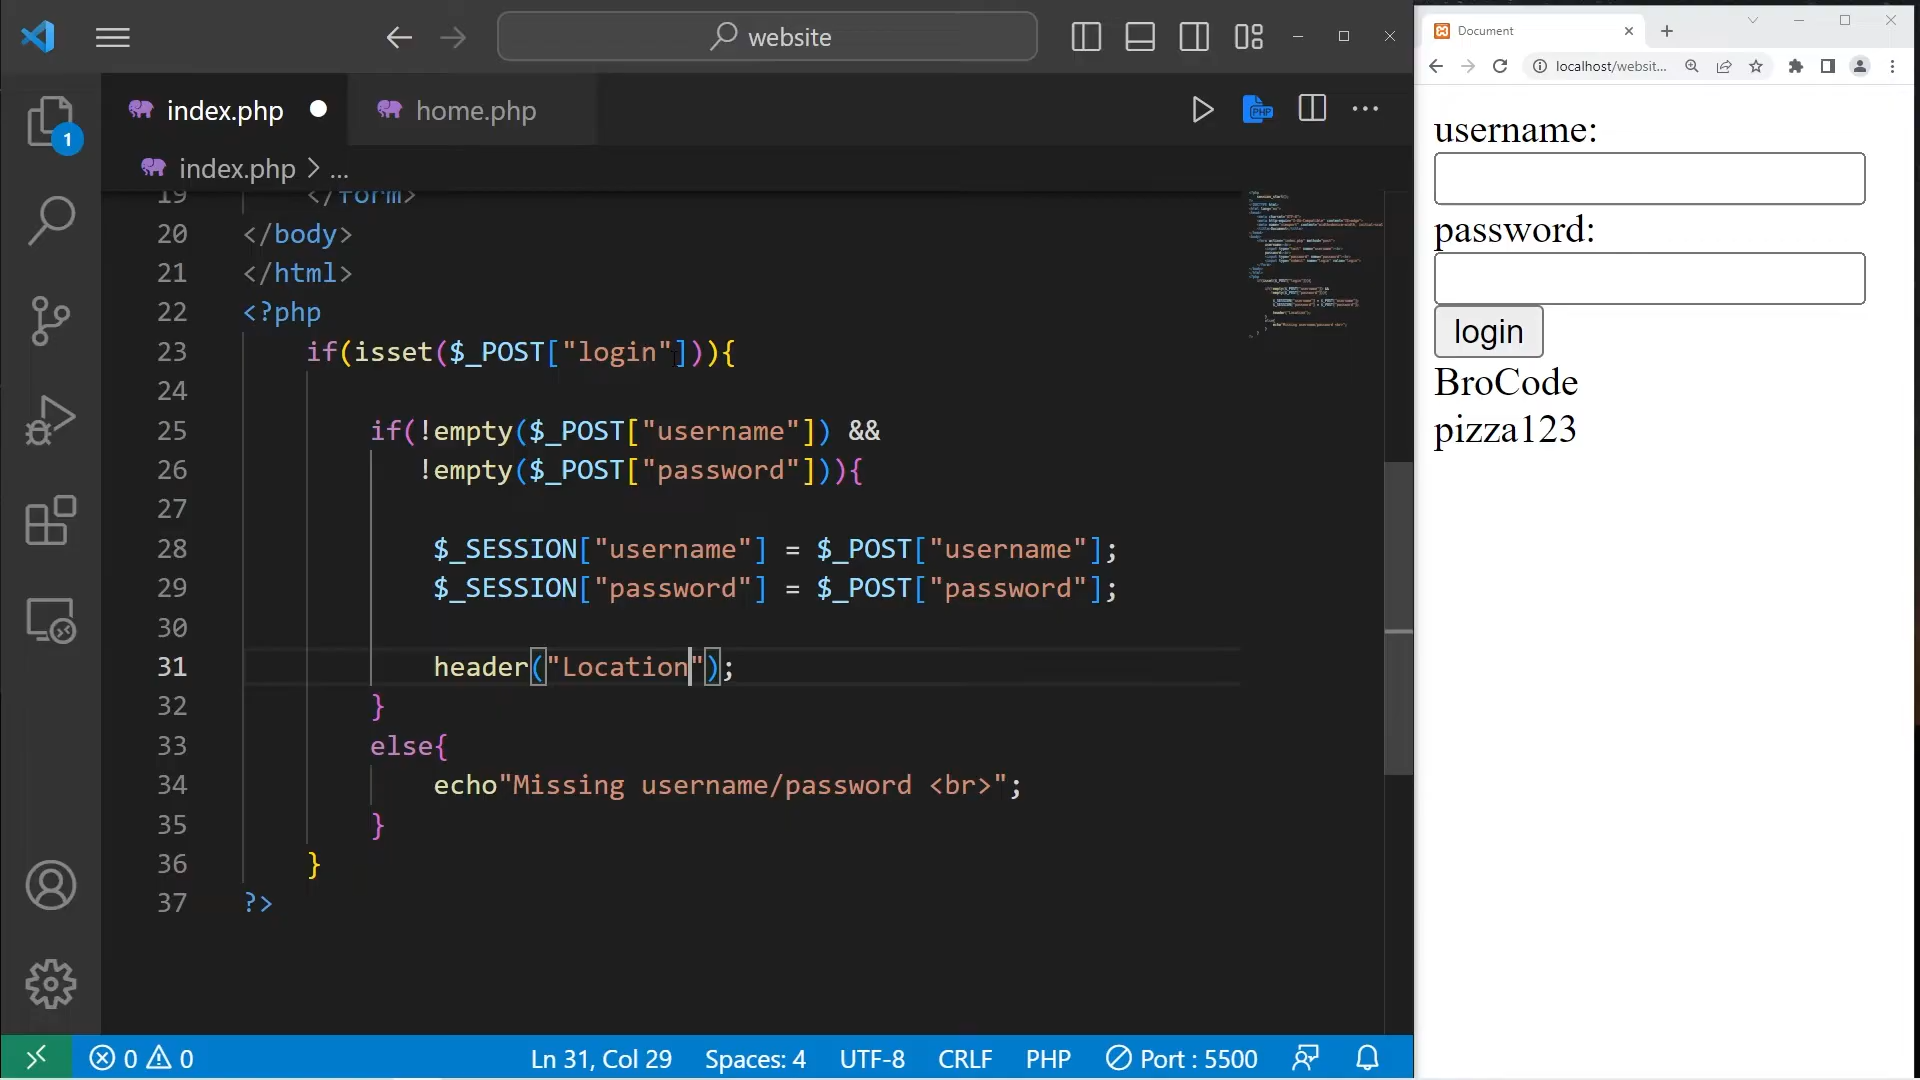 website
index.php
home.php
index.php > ...
19 </form>
20 </body>
21 </html>
22 <?php
23 if(isset($_POST["login"])){
24
25 if(!empty($_POST["username"]) &&
26 !empty($_POST["password"])){
27
28 $_SESSION["username"] = $_POST["username"];
29 $_SESSION["password"] = $_POST["password"];
30
31 header("Location");
32 }
33 else{
34 echo"Missing username/password <br>";
35 }
36 }
37 ?>
1
PHP
0 0 Ln 31, Col 29 Spaces: 4 UTF-8 CRLF PHP Port : 5500
Document
localhost/websit...
username:
password:
login
BroCode
pizza123